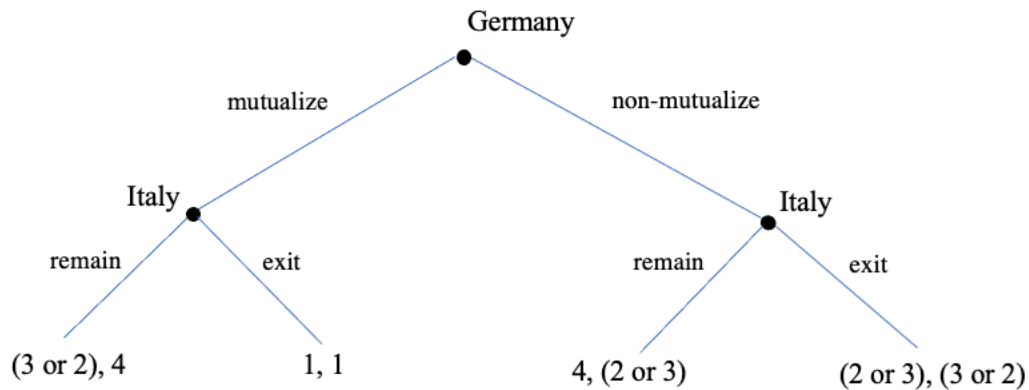 Germany
mutualize
non-mutualize
Italy
Italy
remain
exit
remain
exit
(3 or 2), 4
1, 1
4, (2 or 3)
(2 or 3), (3 or 2)